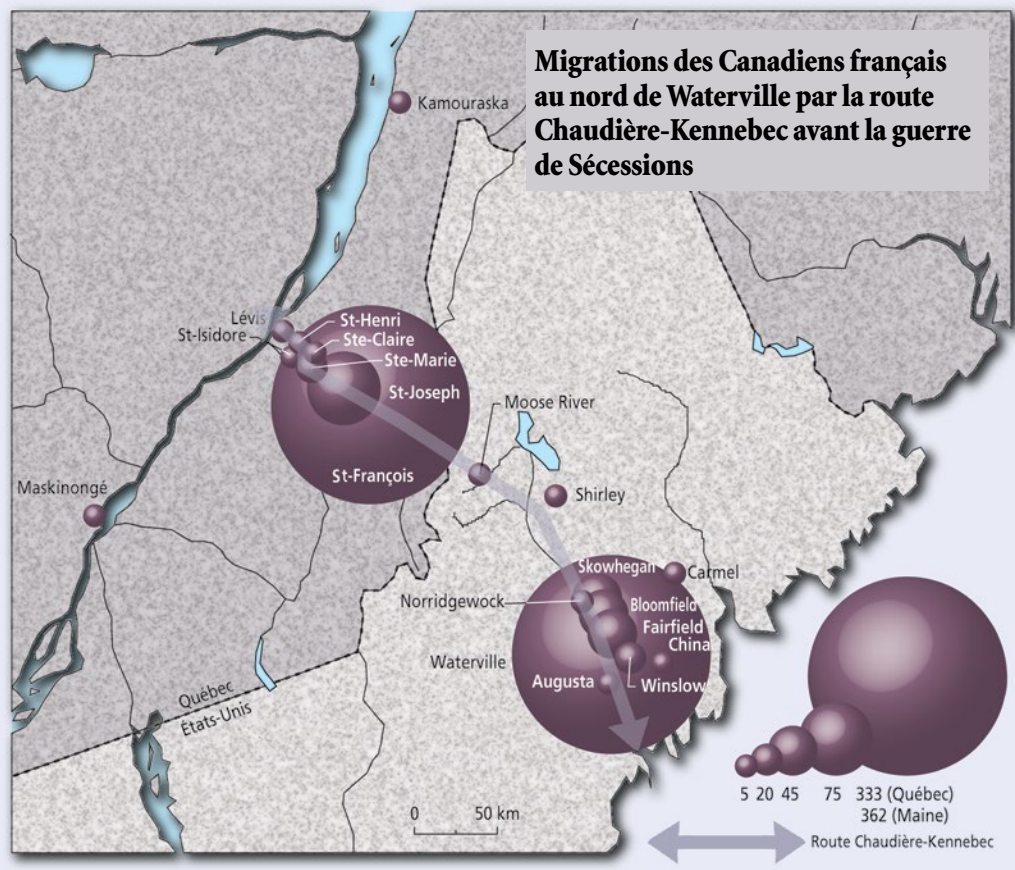 Migrations des Canadiens français
au nord de Waterville par la route
Chaudière-Kennebec avant la guerre
de Sécessions
Kamouraska
Lévis
St-Henri
St-Isidore
Ste-Claire
Ste-Marie
St-Joseph
Moose River
St-François
Maskinongé
Shirley
Skowhegan
Carmel
Norridgewock
Bloomfield
Fairfield
China
Waterville
Augusta
Winslow
Québec
États-Unis
5 20 45 75 333 (Québec)
362 (Maine)
0 50 km
Route Chaudière-Kennebec